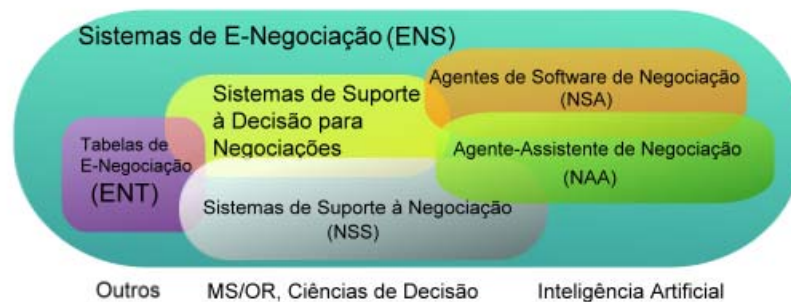 Sistemas de E-Negociação (ENS)
Sistemas de Suporte
à Decisão para
Negociações
Agentes de Software de Negociação
(NSA)
Tabelas de
E-Negociação
(ENT)
Agente-Assistente de Negociação
(NAA)
Sistemas de Suporte à Negociação
(NSS)
Outros
MS/OR, Ciências de Decisão
Inteligência Artificial